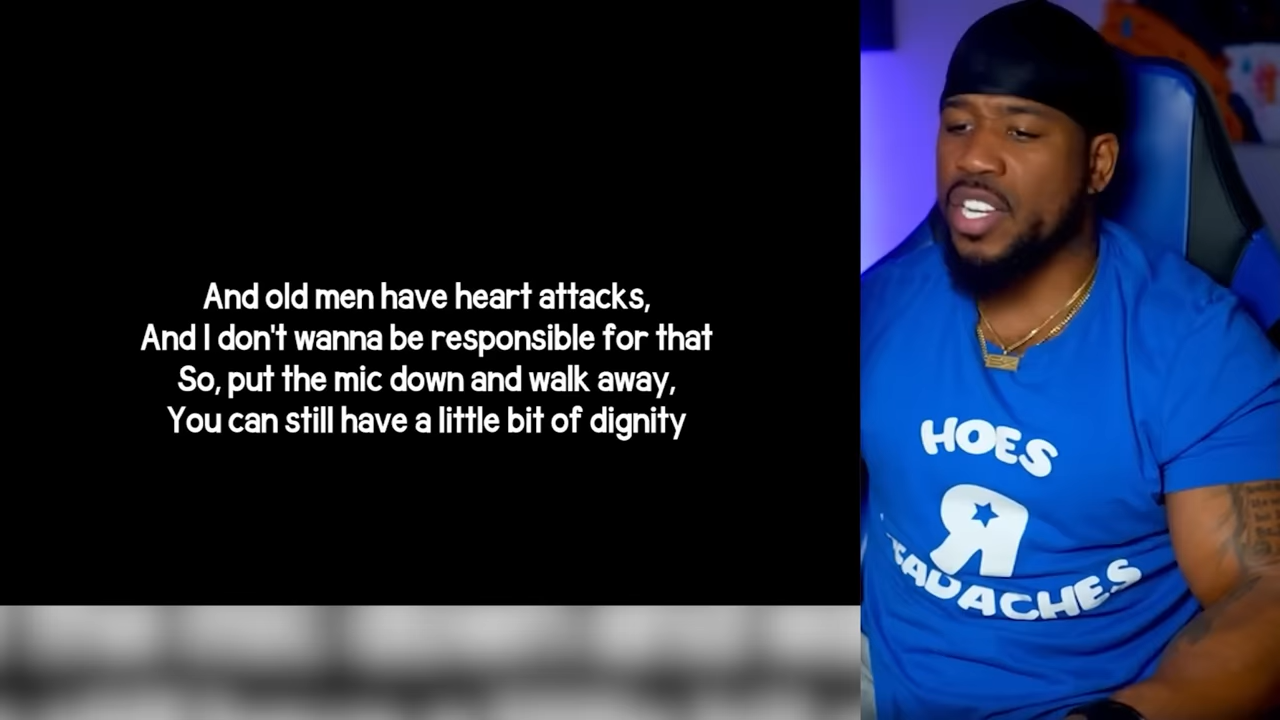 And old men have heart attacks,
And I don't wanna be responsible for that
So, put the mic down and walk away,
You can still have a little bit of dignity
HOES
R
EADACHES